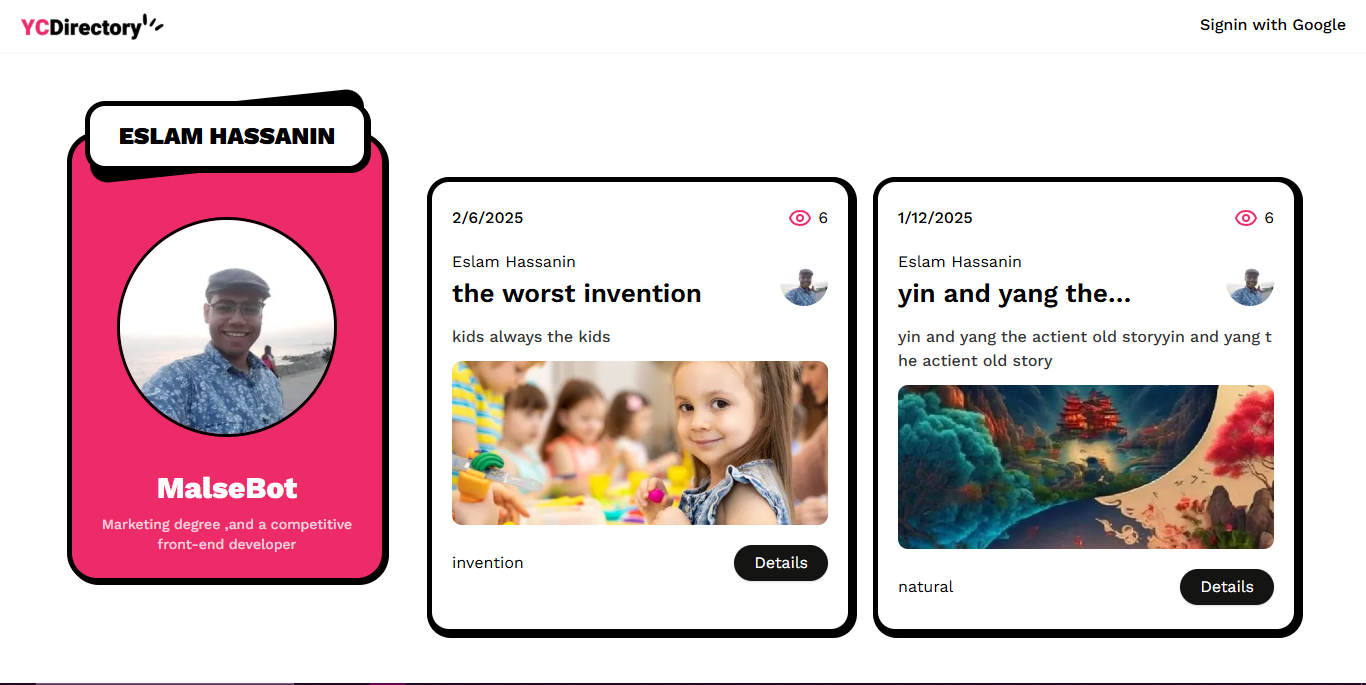 YCDirectory
Signin with Google
ESLAM HASSANIN
MalseBot
Marketing degree ,and a competitive
front-end developer
2/6/2025
6
Eslam Hassanin
the worst invention
kids always the kids
invention
Details
1/12/2025
6
Eslam Hassanin
yin and yang the...
yin and yang the actient old storyyin and yang t
he actient old story
natural
Details